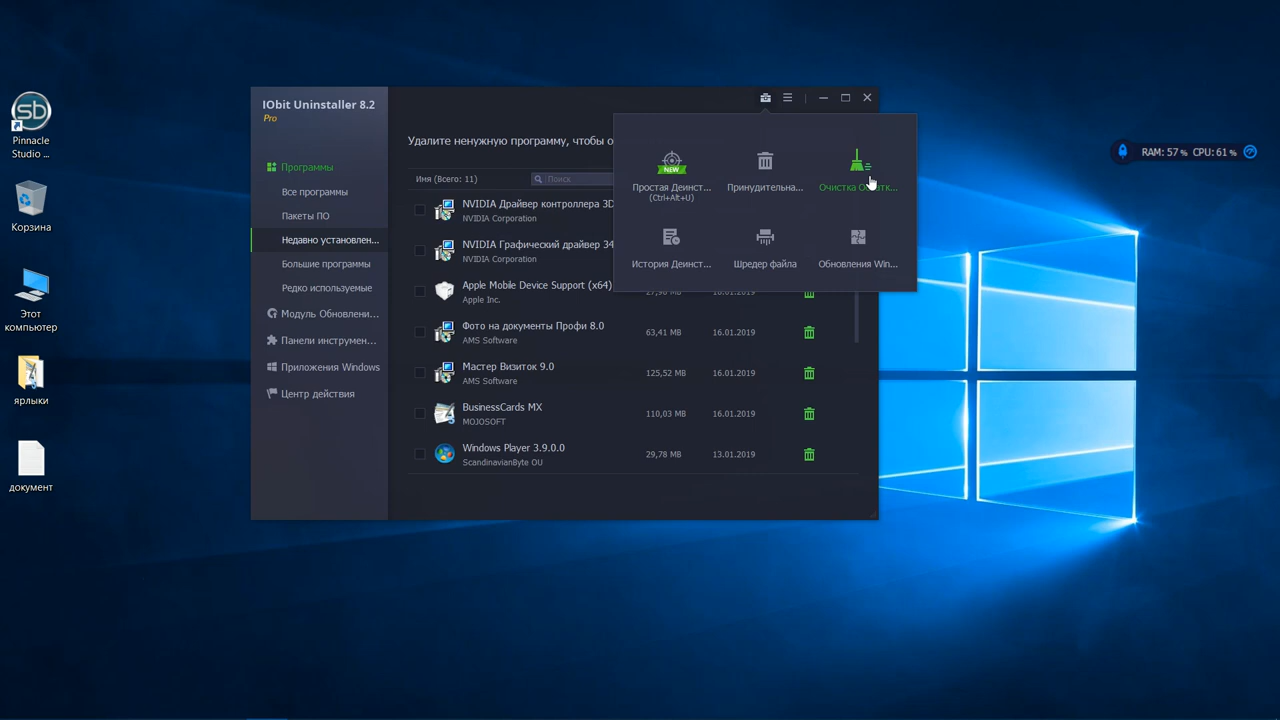 Pinnacle
Studio ...
Корзина
Этот
компьютер
ярлыки
документ
IObit Uninstaller 8.2
Pro
Программы
Все программы
Пакеты ПО
Недавно установлен...
Большие программы
Редко используемые
Модуль Обновлени...
Панели инструмен...
Приложения Windows
Центр действия
Удалите ненужную программу, чтобы о
Имя (Всего: 11)
Поиск
NVIDIA Драйвер контроллера 3D
NVIDIA Corporation
NVIDIA Графический драйвер 34
NVIDIA Corporation
Apple Mobile Device Support (x64)
Apple Inc.
Фото на документы Профи 8.0
AMS Software
63,41 MB
16.01.2019
Мастер Визиток 9.0
AMS Software
125,52 MB
16.01.2019
BusinessCards MX
MOJOSOFT
110,03 MB
16.01.2019
Windows Player 3.9.0.0
ScandinavianByte OU
29,78 MB
13.01.2019
NEW
Простая Деинст...
(Ctrl+Alt+U)
Принудительна...
Очистка
История Деинст...
Шредер файла
Обновления Win...
RAM: 57 % CPU: 61 %